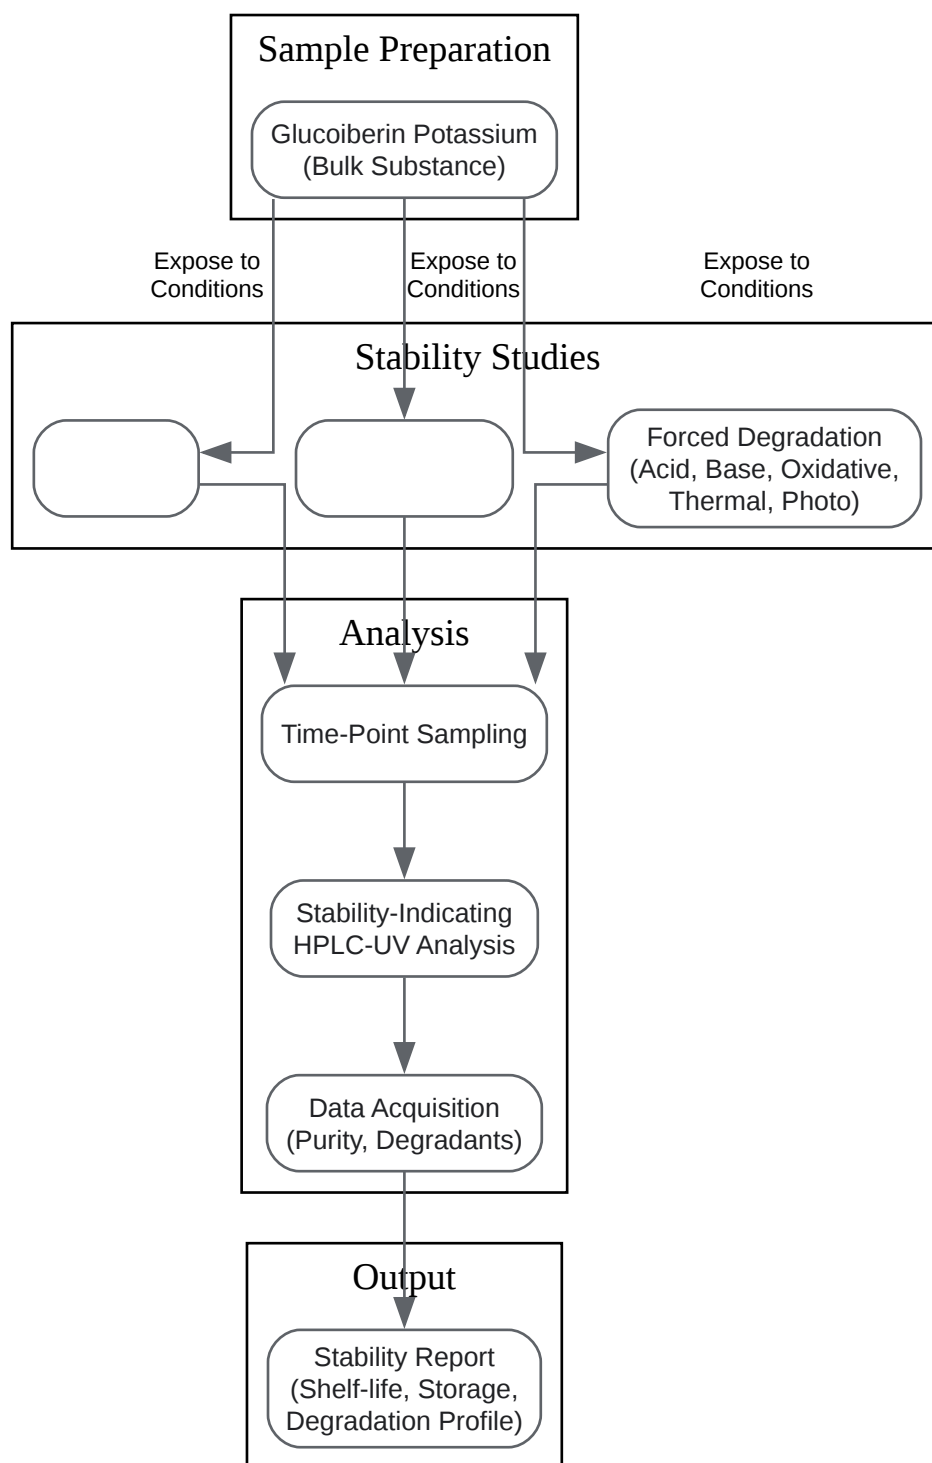 Sample Preparation
Glucoiberin Potassium
(Bulk Substance)
Expose to
Conditions
Expose to
Conditions
Expose to
Conditions
Stability Studies
Forced Degradation
(Acid, Base, Oxidative,
Thermal, Photo)
Analysis
Time-Point Sampling
Stability-Indicating
HPLC-UV Analysis
Data Acquisition
(Purity, Degradants)
Output
Stability Report
(Shelf-life, Storage,
Degradation Profile)